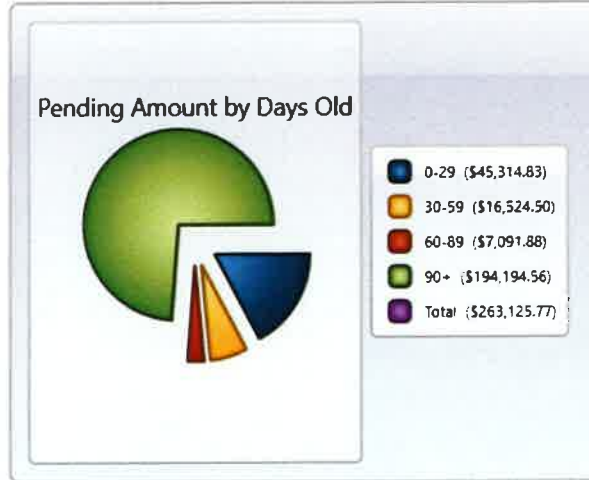 Pending Amount by Days Old
0-29 ($45,314.83)
30-59 ($16,524.50)
60-89 ($7,091.88)
90+ ($194,194.56)
Total ($263,125.77)